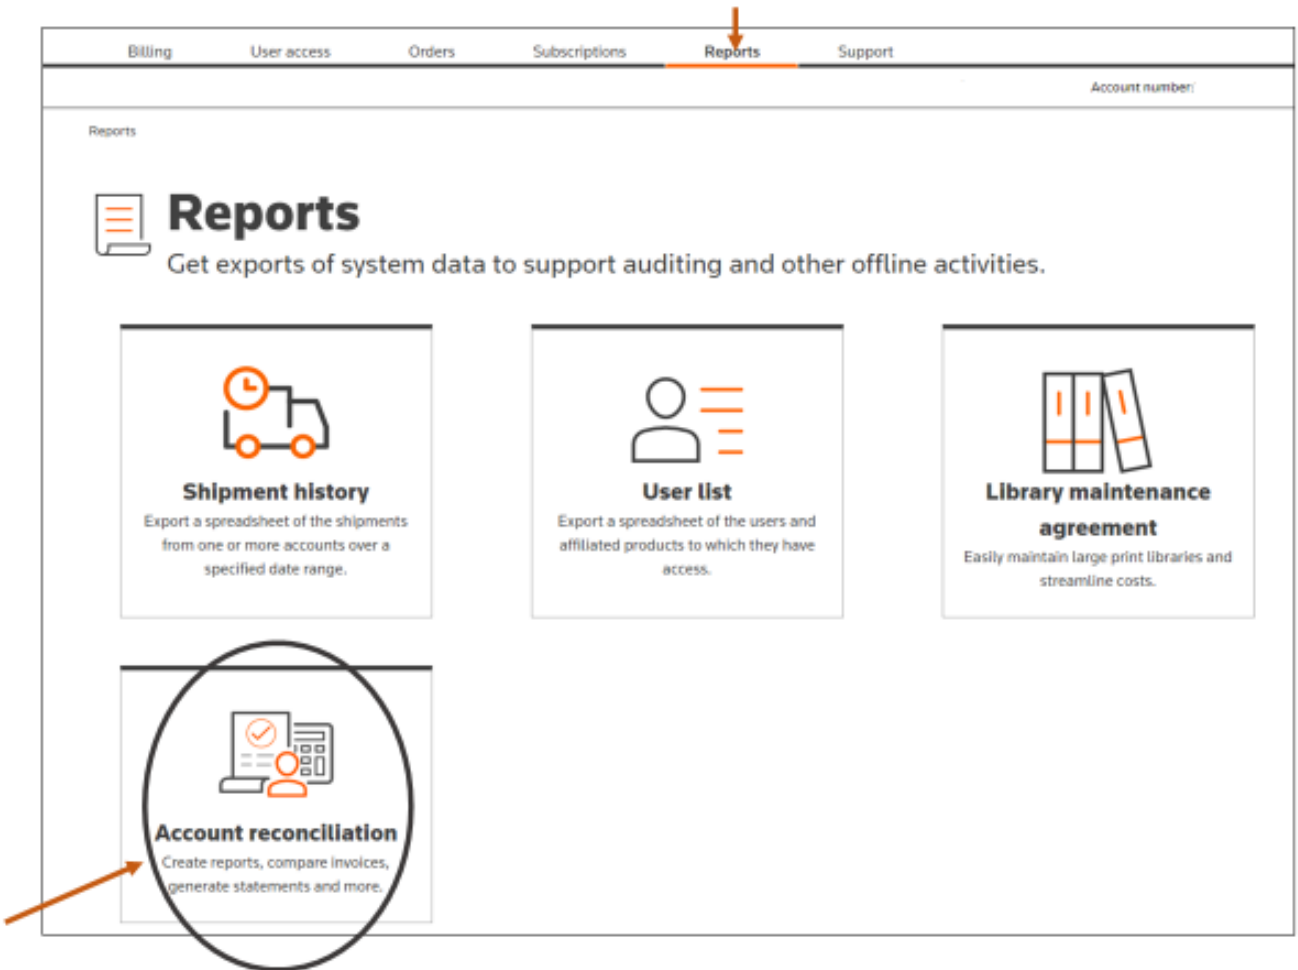 Billing User access Orders Subscriptions Reports Support
Account number:
Reports
Reports
Get exports of system data to support auditing and other offline activities.
Shipment history
Export a spreadsheet of the shipments
from one or more accounts over a
specified date range.
User list
Export a spreadsheet of the users and
affiliated products to which they have
access.
Library maintenance
agreement
Easily maintain large print libraries and
streamline costs.
Account reconciliation
Create reports, compare invoices,
generate statements and more.